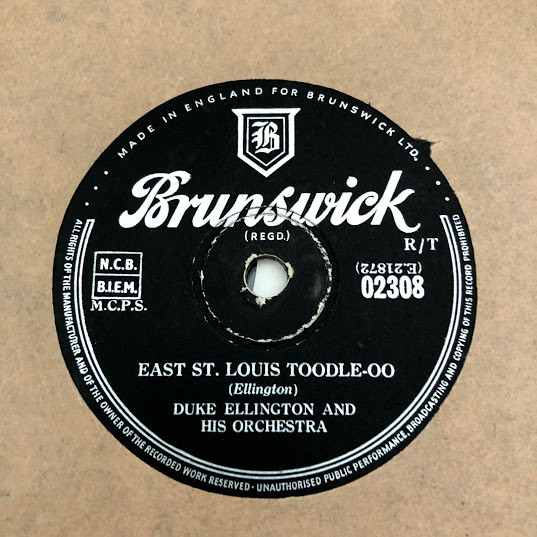 MADE IN ENGLAND FOR BRUNSWICK LTD.
B
Brunswick
(REGD.)
R/T
N.C.B.
B.I.E.M.
M.C.P.S.
(E.21872)
02308
EAST ST. LOUIS TOODLE-OO
(Ellington)
DUKE ELLINGTON AND
HIS ORCHESTRA
ALL RIGHTS OF THE MANUFACTURER AND OF THE OWNER OF THE RECORDED WORK RESERVED · UNAUTHORISED PUBLIC PERFORMANCE, BROADCASTING AND COPYING OF THIS RECORD PROHIBITED